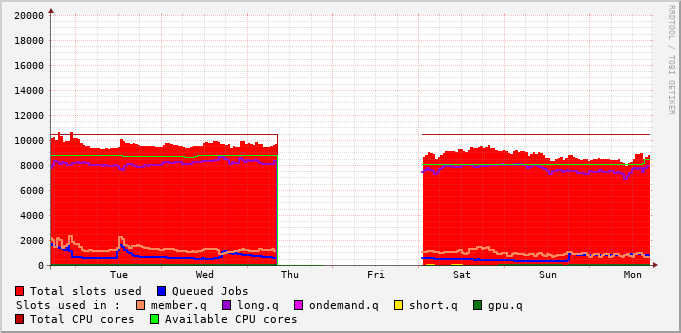 RRDTOOL / TOBI OETIKER
20000
18000
16000
14000
12000
10000
8000
6000
4000
2000
0
Tue Wed Thu Fri Sat Sun Mon
Total slots used Queued Jobs
Slots used in : member.q long.q ondemand.q short.q gpu.q
Total CPU cores Available CPU cores